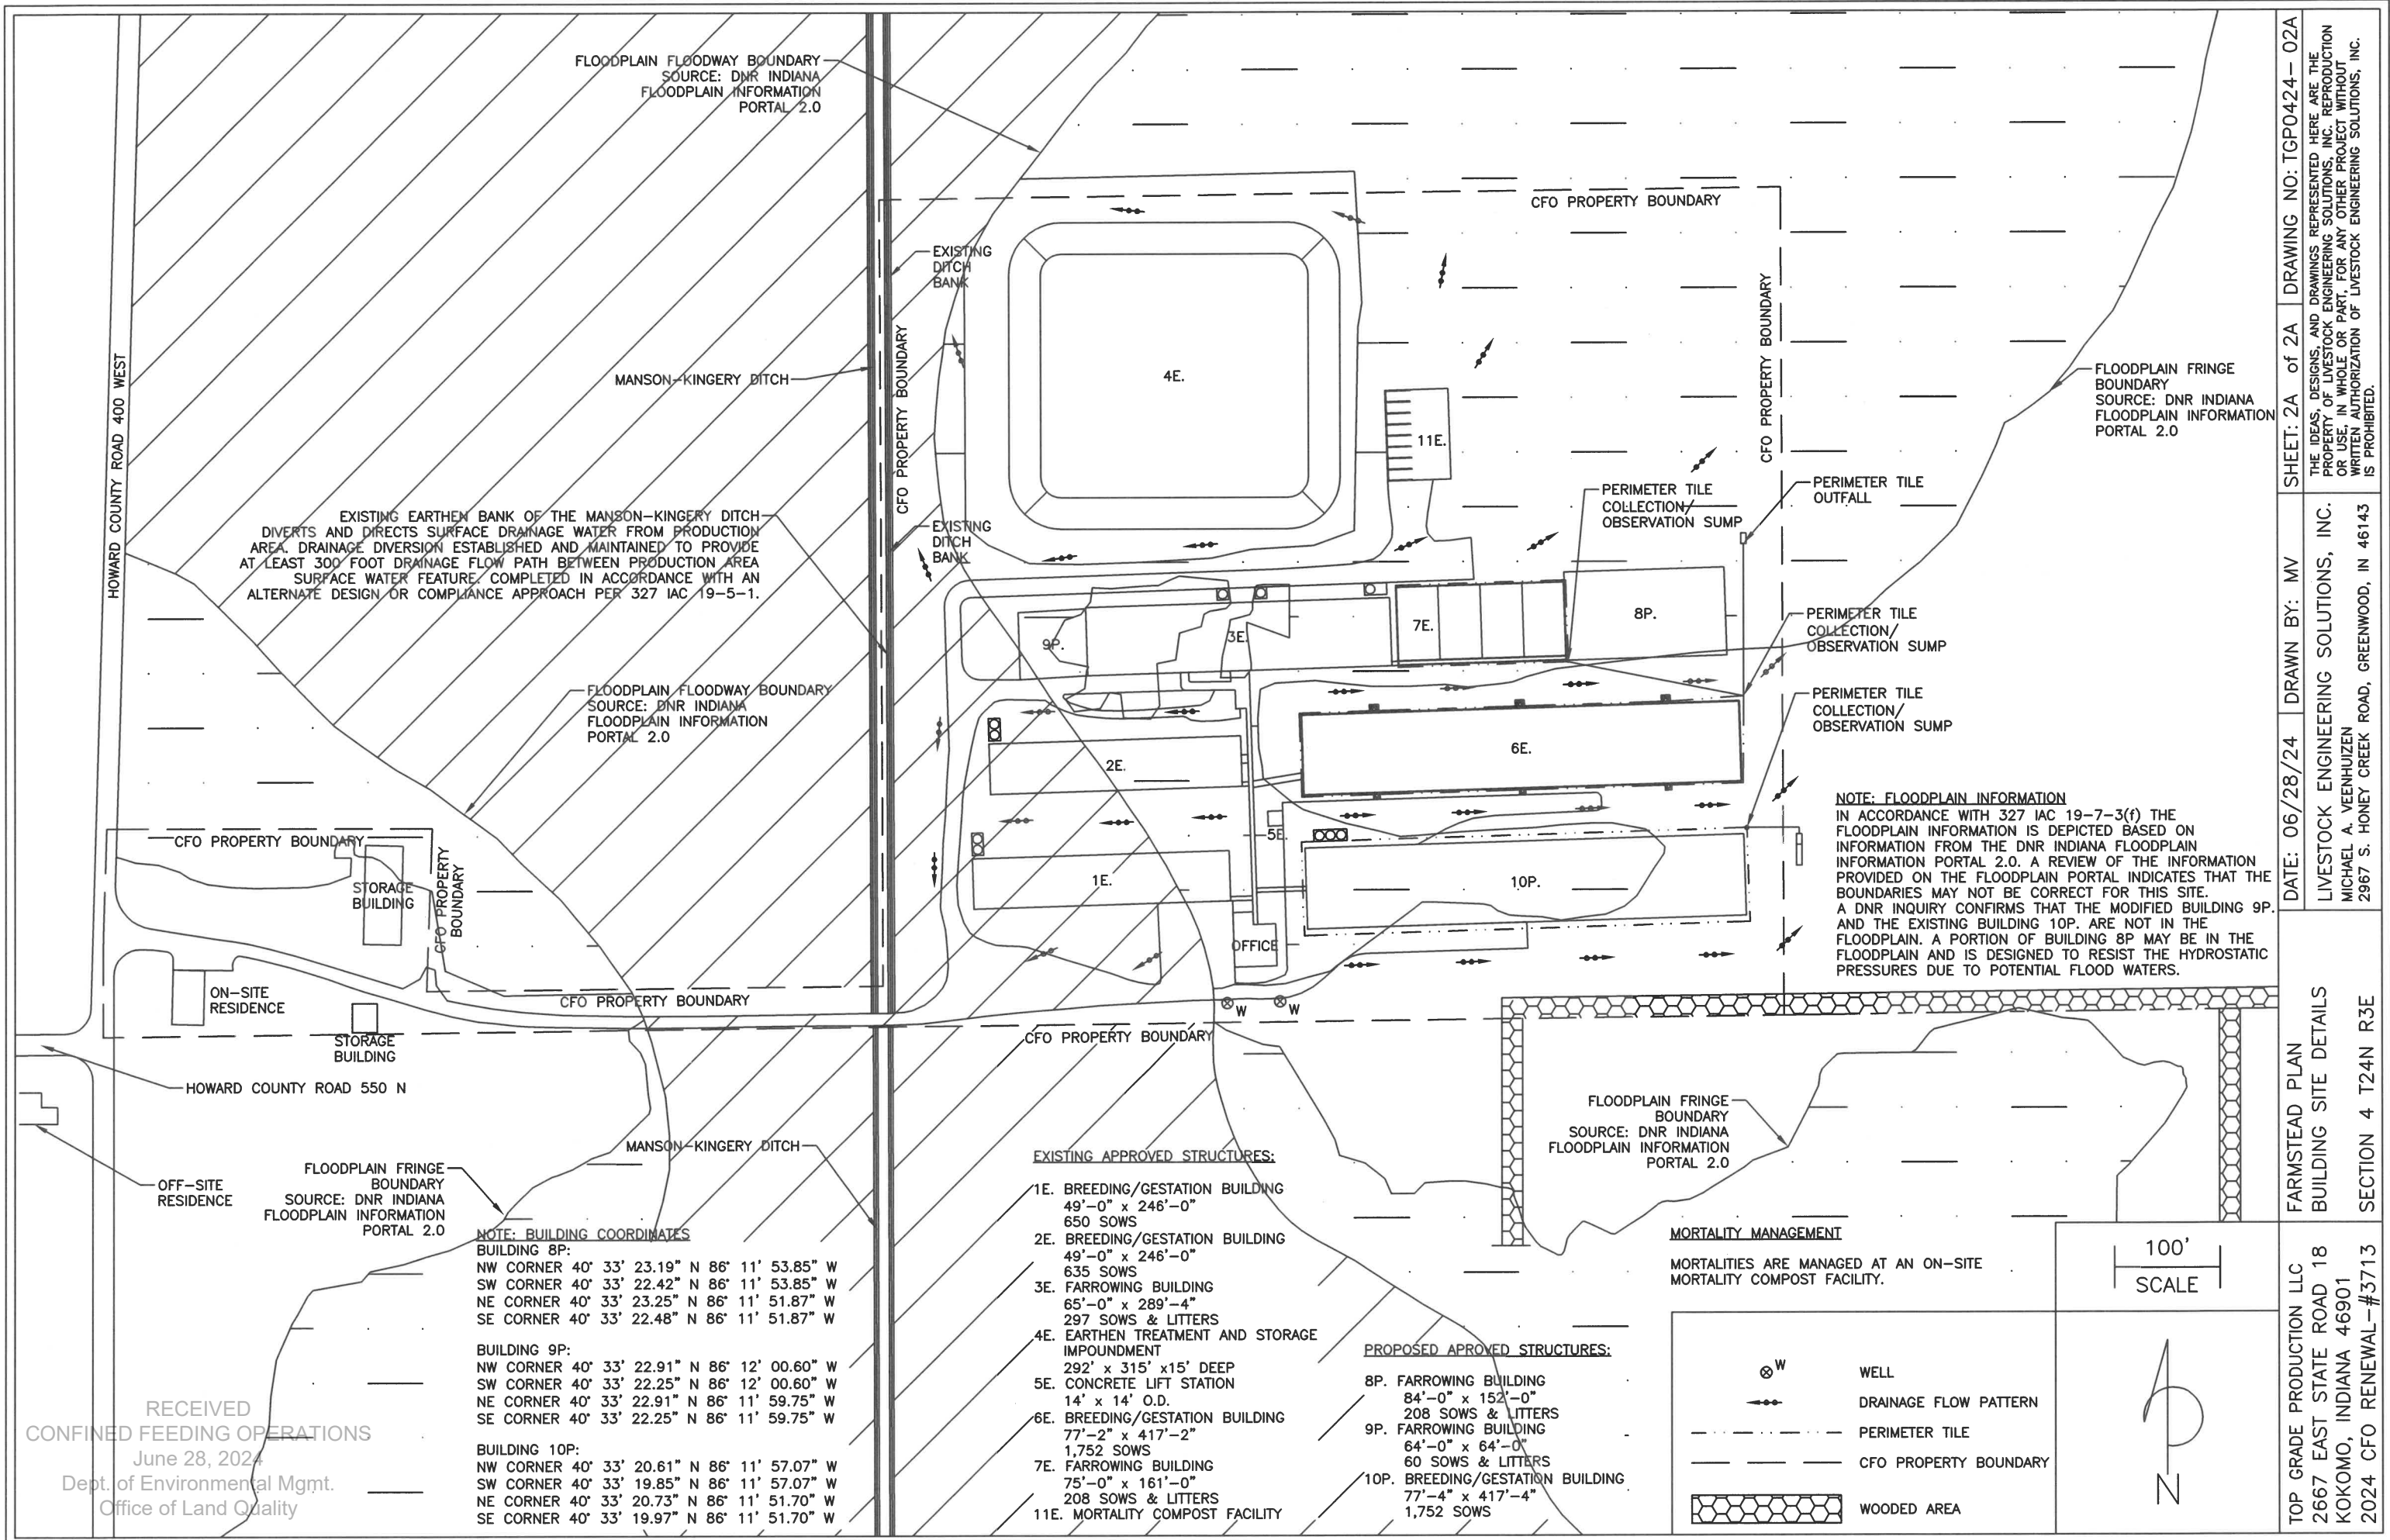 FLOODPLAIN FLOODWAY BOUNDARY
SOURCE: DNR INDIANA
FLOODPLAIN INFORMATION
PORTAL 2.0
CFO PROPERTY BOUNDARY
EXISTING
DITCH
BANK
HOWARD COUNTY ROAD 400 WEST
MANSON-KINGERY DITCH
CFO PROPERTY BOUNDARY
4E.
CFO PROPERTY BOUNDARY
FLOODPLAIN FRINGE
BOUNDARY
SOURCE: DNR INDIANA
FLOODPLAIN INFORMATION
PORTAL 2.0
11E.
PERIMETER TILE
OUTFALL
PERIMETER TILE
COLLECTION/
OBSERVATION SUMP
EXISTING EARTHEN BANK OF THE MANSON-KINGERY DITCH
DIVERTS AND DIRECTS SURFACE DRAINAGE WATER FROM PRODUCTION
AREA. DRAINAGE DIVERSION ESTABLISHED AND MAINTAINED TO PROVIDE
AT LEAST 300 FOOT DRAINAGE FLOW PATH BETWEEN PRODUCTION AREA
SURFACE WATER FEATURE. COMPLETED IN ACCORDANCE WITH AN
ALTERNATE DESIGN OR COMPLIANCE APPROACH PER 327 IAC 19-5-1.
EXISTING
DITCH
BANK
9P.
3E.
7E.
8P.
PERIMETER TILE
COLLECTION/
OBSERVATION SUMP
FLOODPLAIN FLOODWAY BOUNDARY
SOURCE: DNR INDIANA
FLOODPLAIN INFORMATION
PORTAL 2.0
PERIMETER TILE
COLLECTION/
OBSERVATION SUMP
2E.
6E.
5E.
1E.
10P.
OFFICE
NOTE: FLOODPLAIN INFORMATION
IN ACCORDANCE WITH 327 IAC 19-7-3(f) THE
FLOODPLAIN INFORMATION IS DEPICTED BASED ON
INFORMATION FROM THE DNR INDIANA FLOODPLAIN
INFORMATION PORTAL 2.0. A REVIEW OF THE INFORMATION
PROVIDED ON THE FLOODPLAIN PORTAL INDICATES THAT THE
BOUNDARIES MAY NOT BE CORRECT FOR THIS SITE.
A DNR INQUIRY CONFIRMS THAT THE MODIFIED BUILDING 9P.
AND THE EXISTING BUILDING 10P. ARE NOT IN THE
FLOODPLAIN. A PORTION OF BUILDING 8P MAY BE IN THE
FLOODPLAIN AND IS DESIGNED TO RESIST THE HYDROSTATIC
PRESSURES DUE TO POTENTIAL FLOOD WATERS.
CFO PROPERTY BOUNDARY
STORAGE
BUILDING
CFO PROPERTY
BOUNDARY
ON-SITE
RESIDENCE
CFO PROPERTY BOUNDARY
W
W
STORAGE
BUILDING
CFO PROPERTY BOUNDARY
HOWARD COUNTY ROAD 550 N
OFF-SITE
RESIDENCE
MANSON-KINGERY DITCH
FLOODPLAIN FRINGE
BOUNDARY
SOURCE: DNR INDIANA
FLOODPLAIN INFORMATION
PORTAL 2.0
FLOODPLAIN FRINGE
BOUNDARY
SOURCE: DNR INDIANA
FLOODPLAIN INFORMATION
PORTAL 2.0
NOTE: BUILDING COORDINATES
BUILDING 8P:
NW CORNER 40° 33' 23.19" N 86° 11' 53.85" W
SW CORNER 40° 33' 22.42" N 86° 11' 53.85" W
NE CORNER 40° 33' 23.25" N 86° 11' 51.87" W
SE CORNER 40° 33' 22.48" N 86° 11' 51.87" W
BUILDING 9P:
NW CORNER 40° 33' 22.91" N 86° 12' 00.60" W
SW CORNER 40° 33' 22.25" N 86° 12' 00.60" W
NE CORNER 40° 33' 22.91" N 86° 11' 59.75" W
SE CORNER 40° 33' 22.25" N 86° 11' 59.75" W
BUILDING 10P:
NW CORNER 40° 33' 20.61" N 86° 11' 57.07" W
SW CORNER 40° 33' 19.85" N 86° 11' 57.07" W
NE CORNER 40° 33' 20.73" N 86° 11' 51.70" W
SE CORNER 40° 33' 19.97" N 86° 11' 51.70" W
RECEIVED
CONFINED FEEDING OPERATIONS
June 28, 2024
Dept. of Environmental Mgmt.
Office of Land Quality
EXISTING APPROVED STRUCTURES:
1E. BREEDING/GESTATION BUILDING
49'-0" x 246'-0"
650 SOWS
2E. BREEDING/GESTATION BUILDING
49'-0" x 246'-0"
635 SOWS
3E. FARROWING BUILDING
65'-0" x 289'-4"
297 SOWS & LITTERS
4E. EARTHEN TREATMENT AND STORAGE
IMPOUNDMENT
292' x 315' x15' DEEP
5E. CONCRETE LIFT STATION
14' x 14' O.D.
6E. BREEDING/GESTATION BUILDING
77'-2" x 417'-2"
1,752 SOWS
7E. FARROWING BUILDING
75'-0" x 161'-0"
208 SOWS & LITTERS
11E. MORTALITY COMPOST FACILITY
PROPOSED APROVED STRUCTURES:
8P. FARROWING BUILDING
84'-0" x 152'-0"
208 SOWS & LITTERS
9P. FARROWING BUILDING
64'-0" x 64'-0"
60 SOWS & LITTERS
10P. BREEDING/GESTATION BUILDING
77'-4" x 417'-4"
1,752 SOWS
MORTALITY MANAGEMENT
MORTALITIES ARE MANAGED AT AN ON-SITE
MORTALITY COMPOST FACILITY.
100'
SCALE
W
WELL
DRAINAGE FLOW PATTERN
PERIMETER TILE
CFO PROPERTY BOUNDARY
WOODED AREA
N
TOP GRADE PRODUCTION LLC
2667 EAST STATE ROAD 18
KOKOMO, INDIANA 46901
2024 CFO RENEWAL-#3713
FARMSTEAD PLAN
BUILDING SITE DETAILS
SECTION 4 T24N R3E
DATE: 06/28/24
DRAWN BY: MV
SHEET: 2A of 2A
DRAWING NO: TGP0424- 02A
LIVESTOCK ENGINEERING SOLUTIONS, INC.
MICHAEL A. VEENHUIZEN
2967 S. HONEY CREEK ROAD, GREENWOOD, IN 46143
THE IDEAS, DESIGNS, AND DRAWINGS REPRESENTED HERE ARE THE
PROPERTY OF LIVESTOCK ENGINEERING SOLUTIONS, INC. REPRODUCTION
OR USE, IN WHOLE OR PART, FOR ANY OTHER PROJECT WITHOUT
WRITTEN AUTHORIZATION OF LIVESTOCK ENGINEERING SOLUTIONS, INC.
IS PROHIBITED.